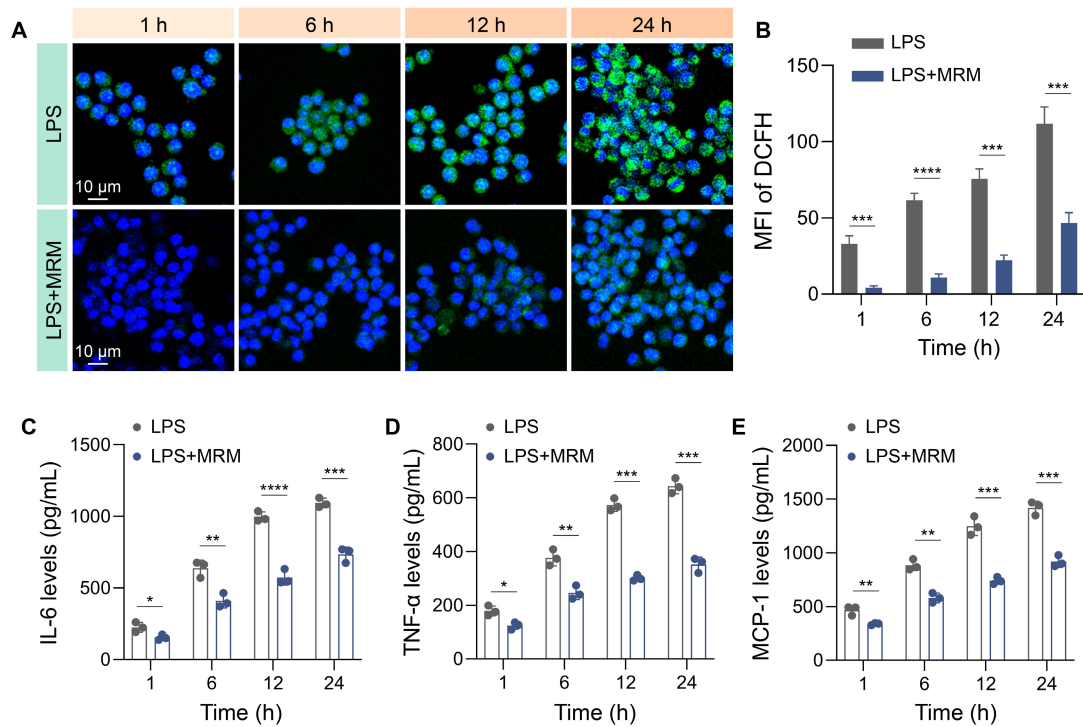 A
1 h
6 h
12 h
24 h
LPS
10 μm
LPS+MRM
10 μm
B
LPS
LPS+MRM
MFI of DCFH
150
100
50
0
***
****
***
***
1
6
12
24
Time (h)
C
LPS
LPS+MRM
IL-6 levels (pg/mL)
1500
1000
500
0
*
**
****
***
1
6
12
24
Time (h)
D
LPS
LPS+MRM
TNF-α levels (pg/mL)
800
600
400
200
0
*
**
***
***
1
6
12
24
Time (h)
E
LPS
LPS+MRM
MCP-1 levels (pg/mL)
2000
1500
1000
500
0
**
**
***
***
1
6
12
24
Time (h)